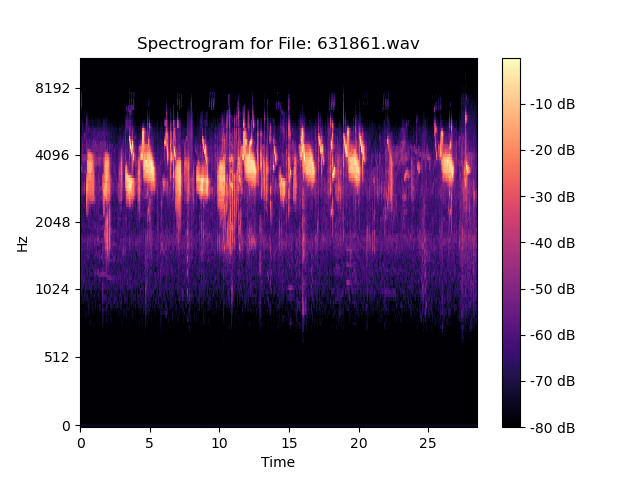 Spectrogram for File: 631861.wav
8192
4096
2048
1024
512
0
Hz
0
5
10
15
20
25
Time
-10 dB
-20 dB
-30 dB
-40 dB
-50 dB
-60 dB
-70 dB
-80 dB